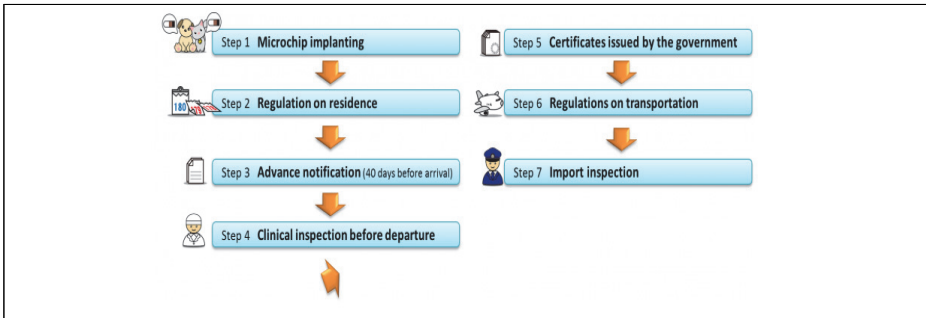 Step 1 Microchip implanting
180
Step 2 Regulation on residence
Step 3 Advance notification (40 days before arrival)
Step 4 Clinical inspection before departure
Step 5 Certificates issued by the government
Step 6 Regulations on transportation
Step 7 Import inspection